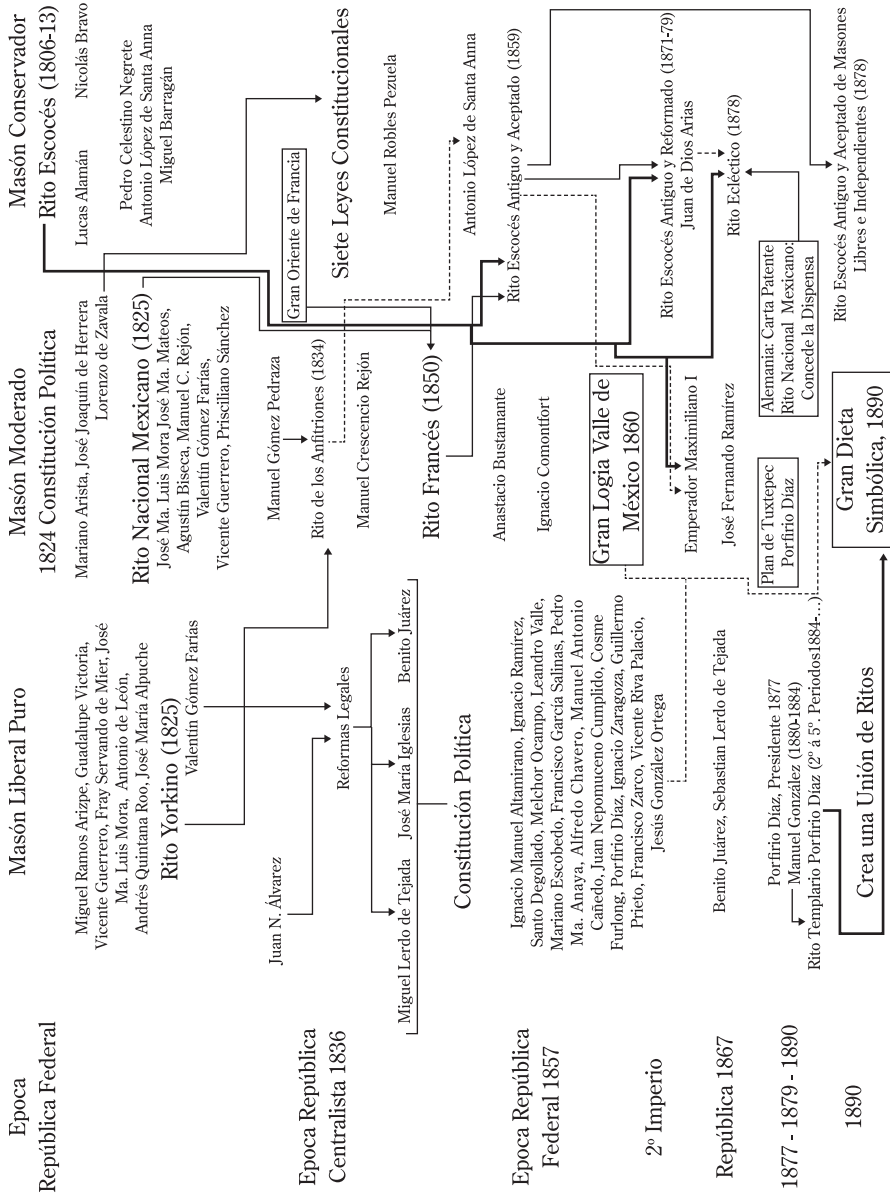 Epoca
Masón Liberal Puro
Masón Moderado
Masón Conservador
República Federal
1824 Constitución Política
Rito Escocés (1806-13)
Miguel Ramos Arizpe, Guadalupe Victoria,
Vicente Guerrero, Fray Servando de Mier, José
Ma. Luis Mora, Antonio de León,
Andrés Quintana Roo, José María Alpuche
Rito Yorkino (1825)
Valentín Gómez Farías
Mariano Arista, José Joaquín de Herrera
Lorenzo de Zavala
Rito Nacional Mexicano (1825)
José Ma. Luis Mora José Ma. Mateos,
Agustín Biseca, Manuel C. Rejón,
Valentín Gómez Farías,
Vicente Guerrero, Prisciliano Sánchez
Lucas Alamán
Nicolás Bravo
Pedro Celestino Negrete
Antonio López de Santa Anna
Miguel Barragán
Epoca República
Centralista 1836
Juan N. Álvarez
Reformas Legales
Miguel Lerdo de Tejada
José María Iglesias
Benito Juárez
Constitución Política
Manuel Gómez Pedraza
Rito de los Anfitriones (1834)
Manuel Crescencio Rejón
Rito Francés (1850)
Gran Oriente de Francia
Siete Leyes Constitucionales
Manuel Robles Pezuela
Antonio López de Santa Anna
Epoca República
Federal 1857
Ignacio Manuel Altamirano, Ignacio Ramírez,
Santo Degollado, Melchor Ocampo, Leandro Valle,
Mariano Escobedo, Francisco García Salinas, Pedro
Ma. Anaya, Alfredo Chavero, Manuel Antonio
Cañedo, Juan Nepomuceno Cumplido, Cosme
Furlong, Porfirio Díaz, Ignacio Zaragoza, Guillermo
Prieto, Francisco Zarco, Vicente Riva Palacio,
Jesús González Ortega
Anastacio Bustamante
Ignacio Comontfort
Gran Logia Valle de
México 1860
Rito Escocés Antiguo y Aceptado (1859)
2º Imperio
Emperador Maximiliano I
José Fernando Ramírez
Rito Escocés Antiguo y Reformado (1871-79)
Juan de Dios Arias
República 1867
Benito Juárez, Sebastian Lerdo de Tejada
Rito Ecléctico (1878)
1877 - 1879 - 1890
Porfirio Díaz, Presidente 1877
Manuel González (1880-1884)
Rito Templario Porfirio Díaz (2º á 5º. Periodos1884-...)
Plan de Tuxtepec
Porfirio Díaz
Alemania: Carta Patente
Rito Nacional Mexicano:
Concede la Dispensa
1890
Crea una Unión de Ritos
Gran Dieta
Simbólica, 1890
Rito Escocés Antiguo y Aceptado de Masones
Libres e Independientes (1878)